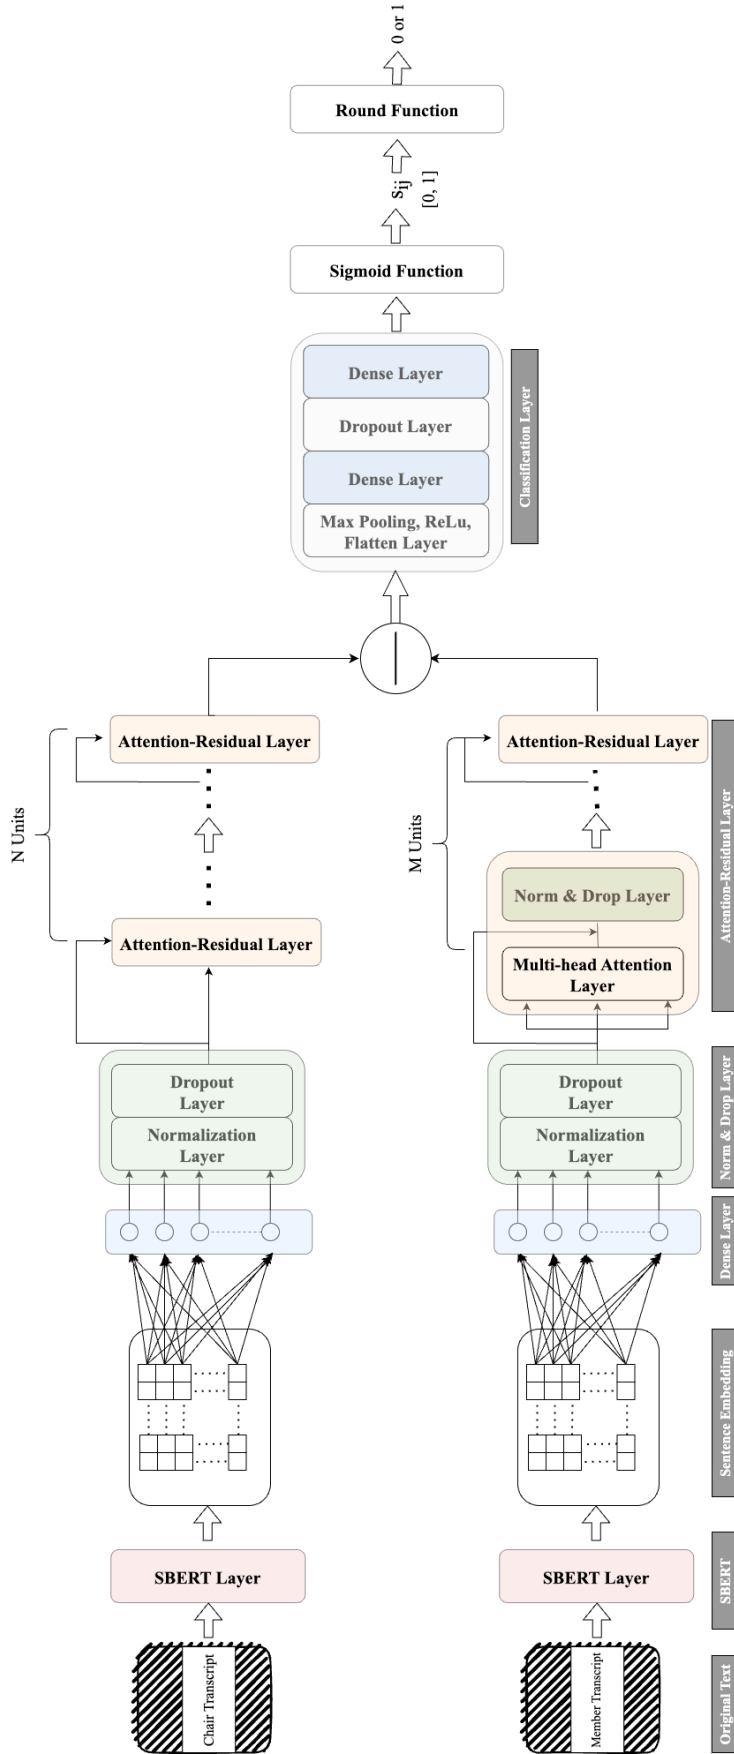 0 or 1
Round Function
s_ij
[0, 1]
Sigmoid Function
Dense Layer
Dropout Layer
Dense Layer
Max Pooling, ReLu,
Flatten Layer
Classification Layer
Attention-Residual Layer
N Units
Attention-Residual Layer
Attention-Residual Layer
M Units
Norm & Drop Layer
Multi-head Attention
Layer
Attention-Residual Layer
Dropout
Layer
Normalization
Layer
Dropout
Layer
Normalization
Layer
Norm & Drop Layer
Dense Layer
Sentence Embedding
SBERT Layer
SBERT Layer
SBERT
Chair Transcript
Member Transcript
Original Text